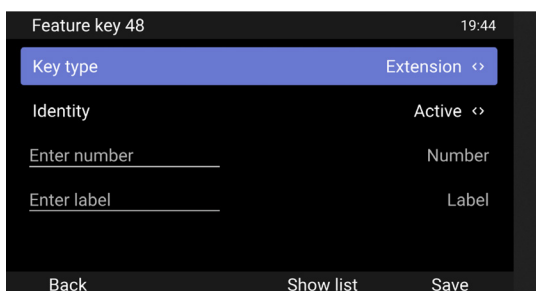 Feature key 48 19:44
Key type Extension <>
Identity Active <>
Enter number Number
Enter label Label
Back Show list Save